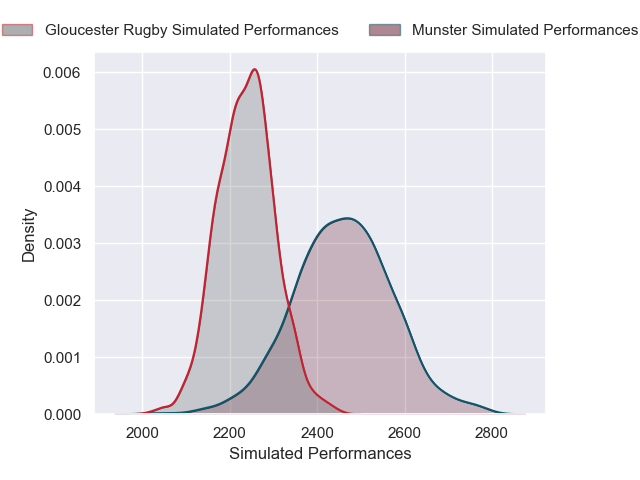 Gloucester Rugby Simulated Performances Munster Simulated Performances
0.006
0.005
0.004
0.003
0.002
0.001
0.000
Density
2000 2200 2400 2600 2800
Simulated Performances